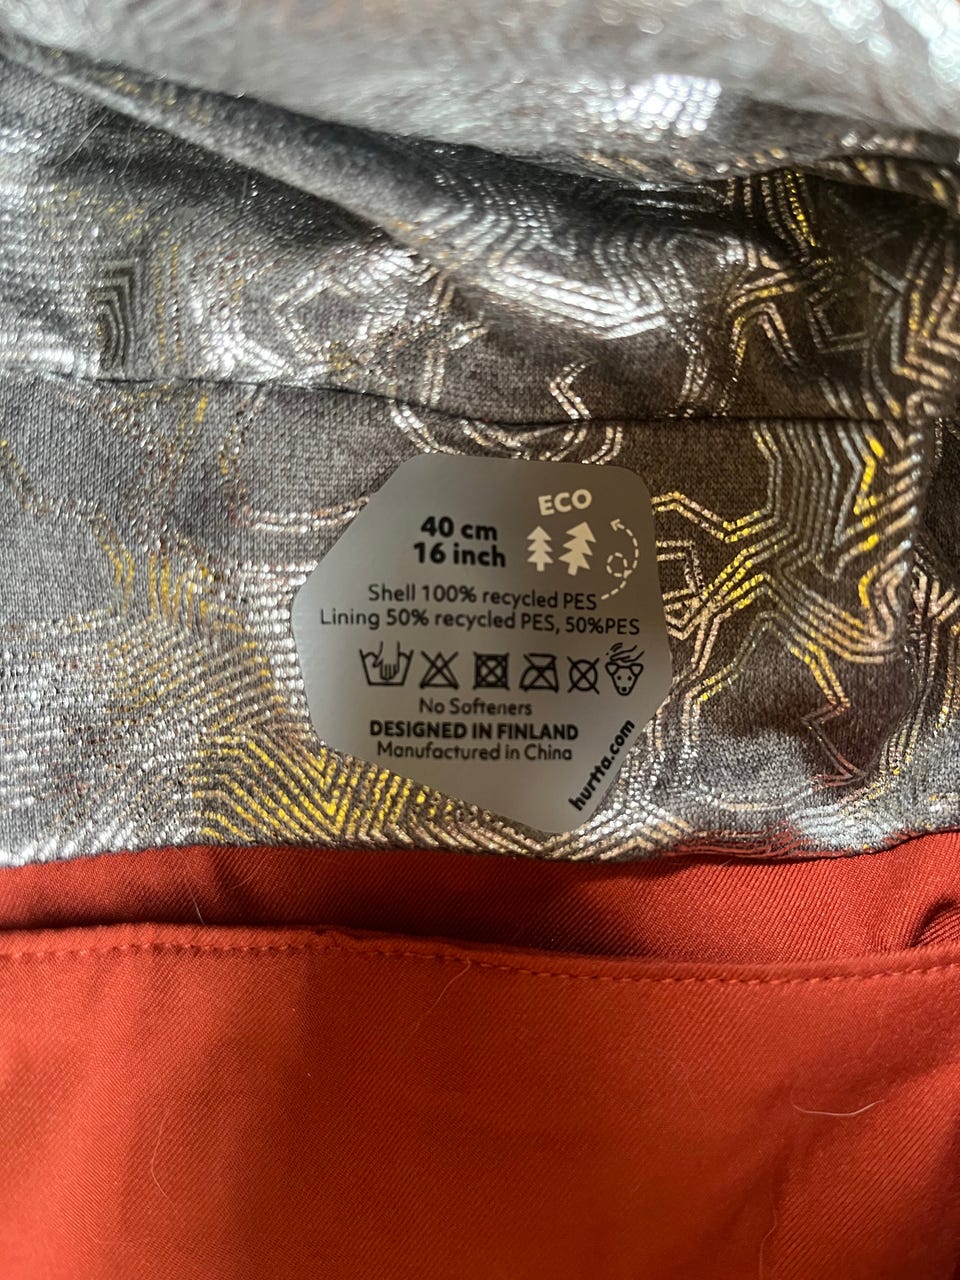 ECO
40 cm
16 inch
Shell 100% recycled PES
Lining 50% recycled PES, 50%PES
No Softeners
DESIGNED IN FINLAND
Manufactured in China
hurtta.com